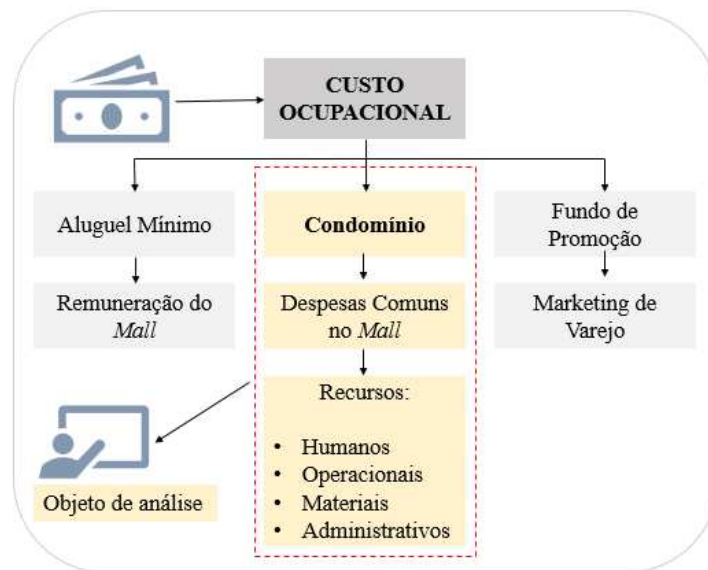 CUSTO
OCUPACIONAL
Aluguel Mínimo
Condomínio
Fundo de
Promoção
Remuneração do
Mall
Despesas Comuns
no Mall
Marketing de
Varejo
Recursos:
• Humanos
• Operacionais
• Materiais
• Administrativos
Objeto de análise